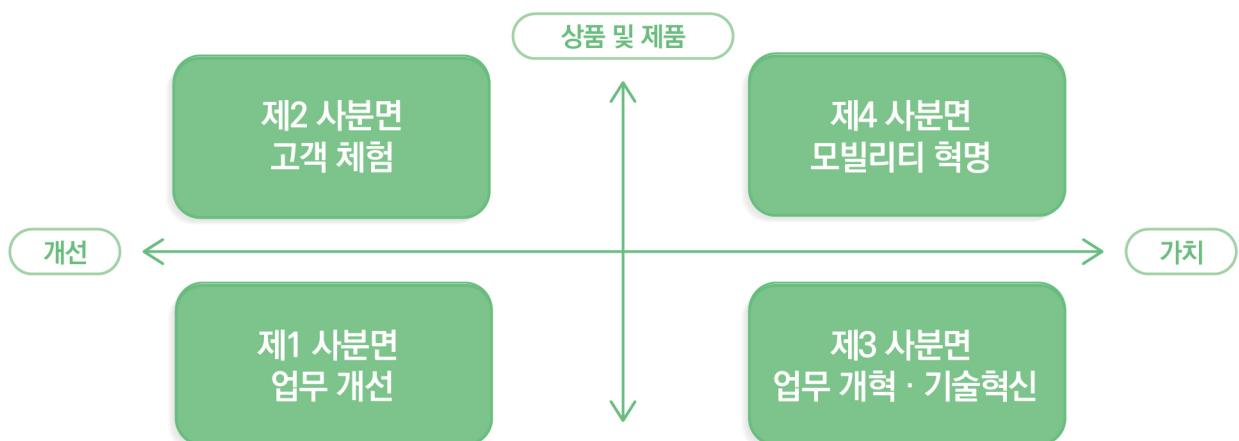 상품 및 제품
제2 사분면
고객 체험
제4 사분면
모빌리티 혁명
개선
가치
제1 사분면
업무 개선
제3 사분면
업무 개혁 · 기술혁신